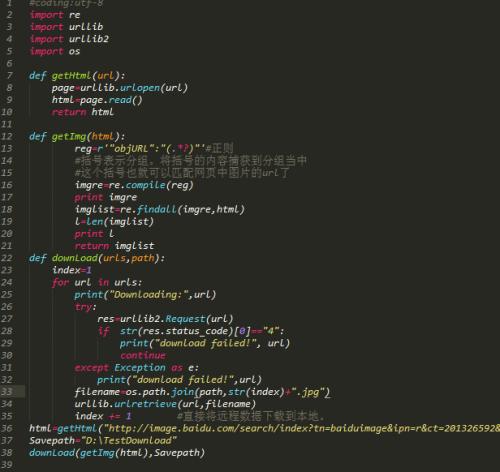 1 #coding:utf-8
2 import re
3 import urllib
4 import urllib2
5 import os
6
7 def getHtml(url):
8 page=urllib.urlopen(url)
9 html=page.read()
10 return html
11
12 def getImg(html):
13 reg=r'"objURL":"(.*?)"'#正则
14 #括号表示分组，将括号的内容捕获到分组当中
15 #这个括号也就可以匹配网页中图片的url了
16 imgre=re.compile(reg)
17 print imgre
18 imglist=re.findall(imgre,html)
19 l=len(imglist)
20 print l
21 return imglist
22 def download(urls,path):
23 index=1
24 for url in urls:
25 print("Downloading:",url)
26 try:
27 res=urllib2.Request(url)
28 if str(res.status_code)[0]=="4":
29 print("download failed!", url)
30 continue
31 except Exception as e:
32 print("download failed!",url)
33 filename=os.path.join(path,str(index)+".jpg")
34 urllib.urlretrieve(url,filename)
35 index += 1 #直接将远程数据下载到本地。
36 html=getHtml("http://image.baidu.com/search/index?tn=baiduimage&ipn=r&ct=201326592&
37 Savepath="D:\TestDownload"
38 download(getImg(html),Savepath)
39